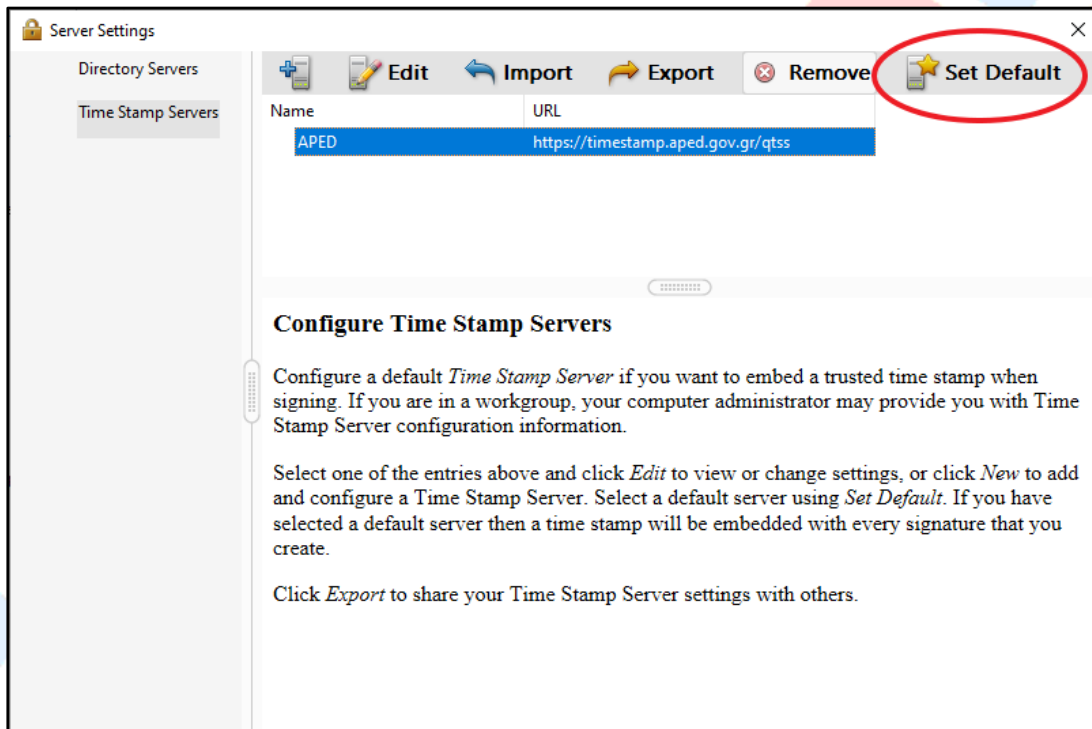 Server Settings
Directory Servers
Time Stamp Servers
Edit Import Export Remove Set Default
Name URL
APED https://timestamp.aped.gov.gr/qtss
Configure Time Stamp Servers
Configure a default Time Stamp Server if you want to embed a trusted time stamp when
signing. If you are in a workgroup, your computer administrator may provide you with Time
Stamp Server configuration information.
Select one of the entries above and click Edit to view or change settings, or click New to add
and configure a Time Stamp Server. Select a default server using Set Default. If you have
selected a default server then a time stamp will be embedded with every signature that you
create.
Click Export to share your Time Stamp Server settings with others.